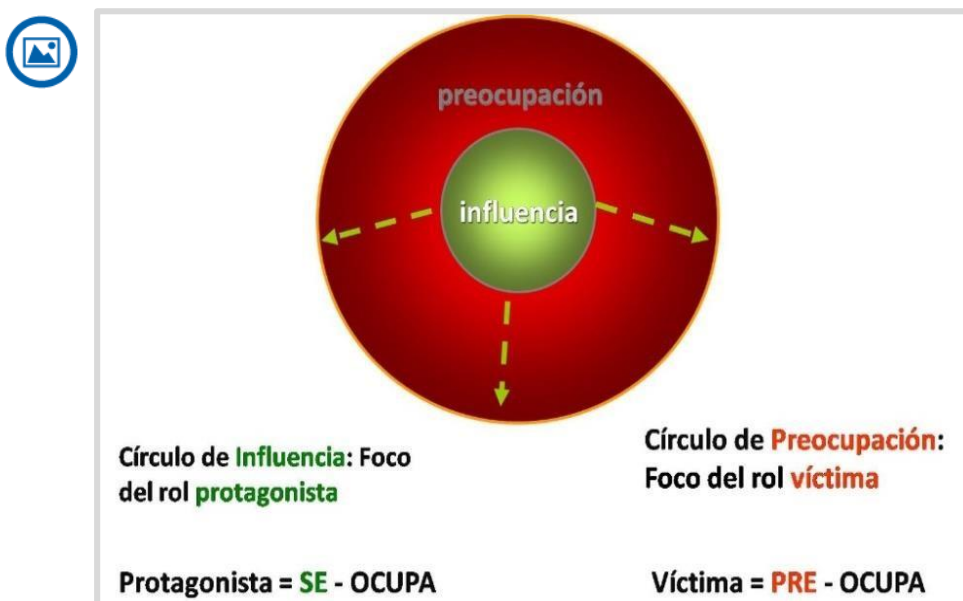 preocupación
influencia
Círculo de Influencia: Foco
del rol protagonista
Círculo de Preocupación:
Foco del rol víctima
Protagonista = SE - OCUPA
Víctima = PRE - OCUPA